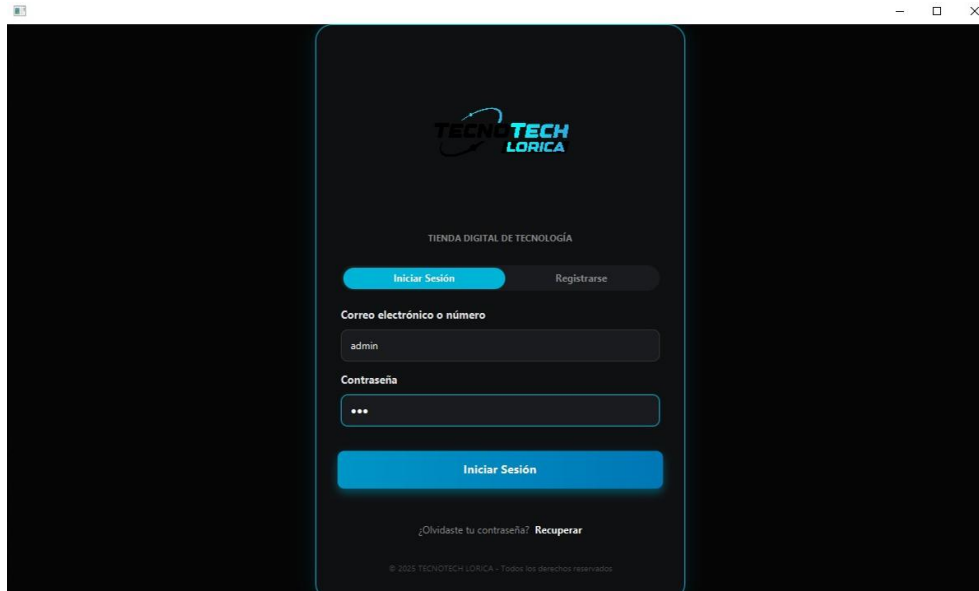 TECNOTECH
LORICA
TIENDA DIGITAL DE TECNOLOGÍA
Iniciar Sesión Registrarse
Correo electrónico o número
admin
Contraseña
•••
Iniciar Sesión
¿Olvidaste tu contraseña? Recuperar
© 2025 TECNOTECH LORICA - Todos los derechos reservados